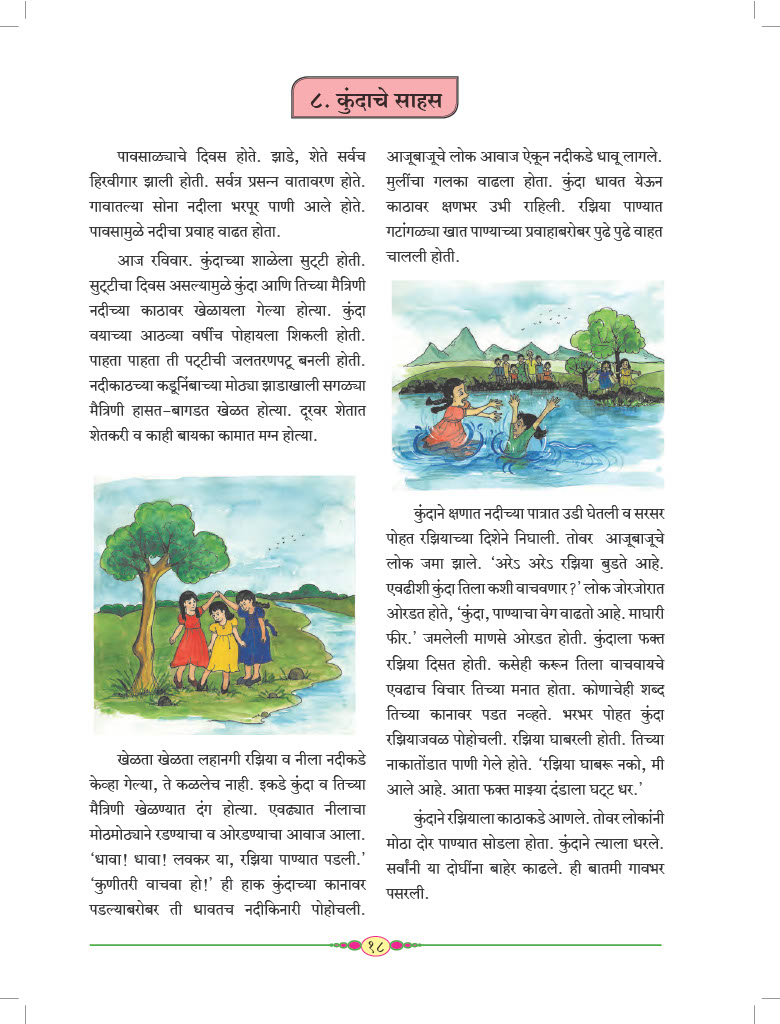 ८. कुंदाचे साहस
पावसाळ्याचे दिवस होते. झाडे, शेते सर्वच
हिरवीगार झाली होती. सर्वत्र प्रसन्न वातावरण होते.
गावातल्या सोना नदीला भरपूर पाणी आले होते.
पावसामुळे नदीचा प्रवाह वाढत होता.
आज रविवार. कुंदाच्या शाळेला सुट्टी होती.
सुट्टीचा दिवस असल्यामुळे कुंदा आणि तिच्या मैत्रिणी
नदीच्या काठावर खेळायला गेल्या होत्या. कुंदा
वयाच्या आठव्या वर्षीच पोहायला शिकली होती.
पाहता पाहता ती पट्टीची जलतरणपटू बनली होती.
नदीकाठच्या कडूनिंबाच्या मोठ्या झाडाखाली सगळ्या
मैत्रिणी हासत-बागडत खेळत होत्या. दूरवर शेतात
शेतकरी व काही बायका कामात मग्न होत्या.
खेळता खेळता लहानगी रझिया व नीला नदीकडे
केव्हा गेल्या, ते कळलेच नाही. इकडे कुंदा व तिच्या
मैत्रिणी खेळण्यात दंग होत्या. एवढ्यात नीलाचा
मोठमोठ्याने रडण्याचा व ओरडण्याचा आवाज आला.
‘धावा! धावा! लवकर या, रझिया पाण्यात पडली.’
‘कुणीतरी वाचवा हो!’ ही हाक कुंदाच्या कानावर
पडल्याबरोबर ती धावतच नदीकिनारी पोहोचली.
आजूबाजूचे लोक आवाज ऐकून नदीकडे धावू लागले.
मुलींचा गलका वाढला होता. कुंदा धावत येऊन
काठावर क्षणभर उभी राहिली. रझिया पाण्यात
गटांगळ्या खात पाण्याच्या प्रवाहाबरोबर पुढे पुढे वाहत
चालली होती.
कुंदाने क्षणात नदीच्या पात्रात उडी घेतली व सरसर
पोहत रझियाच्या दिशेने निघाली. तोवर आजूबाजूचे
लोक जमा झाले. ‘अरेऽ अरेऽ रझिया बुडते आहे.
एवढीशी कुंदा तिला कशी वाचवणार?’ लोक जोरजोरात
ओरडत होते, ‘कुंदा, पाण्याचा वेग वाढतो आहे. माघारी
फीर.’ जमलेली माणसे ओरडत होती. कुंदाला फक्त
रझिया दिसत होती. कसेही करून तिला वाचवायचे
एवढाच विचार तिच्या मनात होता. कोणाचेही शब्द
तिच्या कानावर पडत नव्हते. भरभर पोहत कुंदा
रझियाजवळ पोहोचली. रझिया घाबरली होती. तिच्या
नाकातोंडात पाणी गेले होते. ‘रझिया घाबरू नको, मी
आले आहे. आता फक्त माझ्या दंडाला घट्ट धर.’
कुंदाने रझियाला काठाकडे आणले. तोवर लोकांनी
मोठा दोर पाण्यात सोडला होता. कुंदाने त्याला धरले.
सर्वांनी या दोघींना बाहेर काढले. ही बातमी गावभर
पसरली.
१८